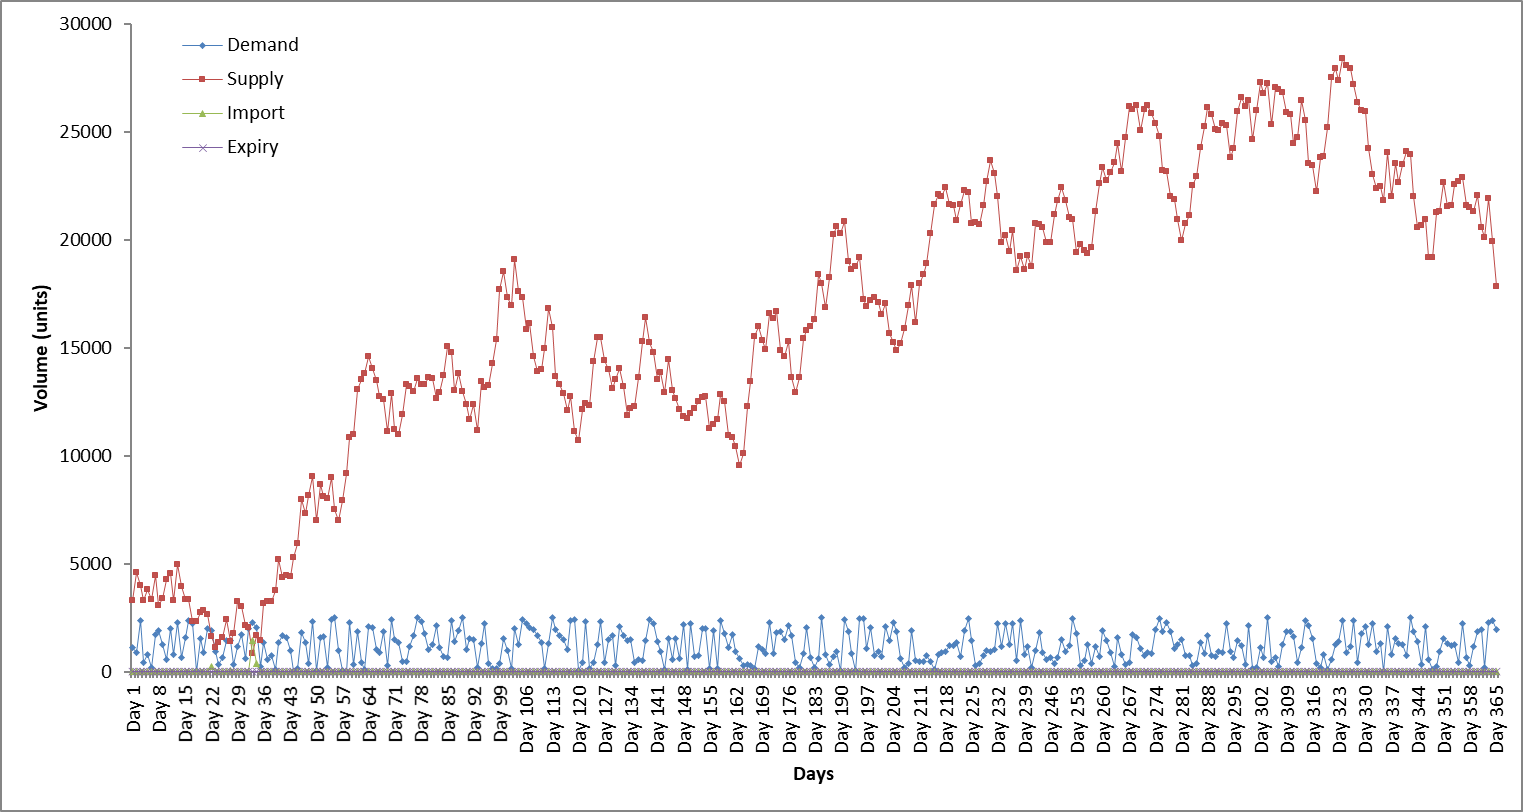 30000
25000
20000
15000
10000
5000
0
Volume (units)
Demand
Supply
Import
Expiry
Day 1
Day 8
Day 15
Day 22
Day 29
Day 36
Day 43
Day 50
Day 57
Day 64
Day 71
Day 78
Day 85
Day 92
Day 99
Day 106
Day 113
Day 120
Day 127
Day 134
Day 141
Day 148
Day 155
Day 162
Day 169
Day 176
Day 183
Day 190
Day 197
Day 204
Day 211
Day 218
Day 225
Day 232
Day 239
Day 246
Day 253
Day 260
Day 267
Day 274
Day 281
Day 288
Day 295
Day 302
Day 309
Day 316
Day 323
Day 330
Day 337
Day 344
Day 351
Day 358
Day 365
Days